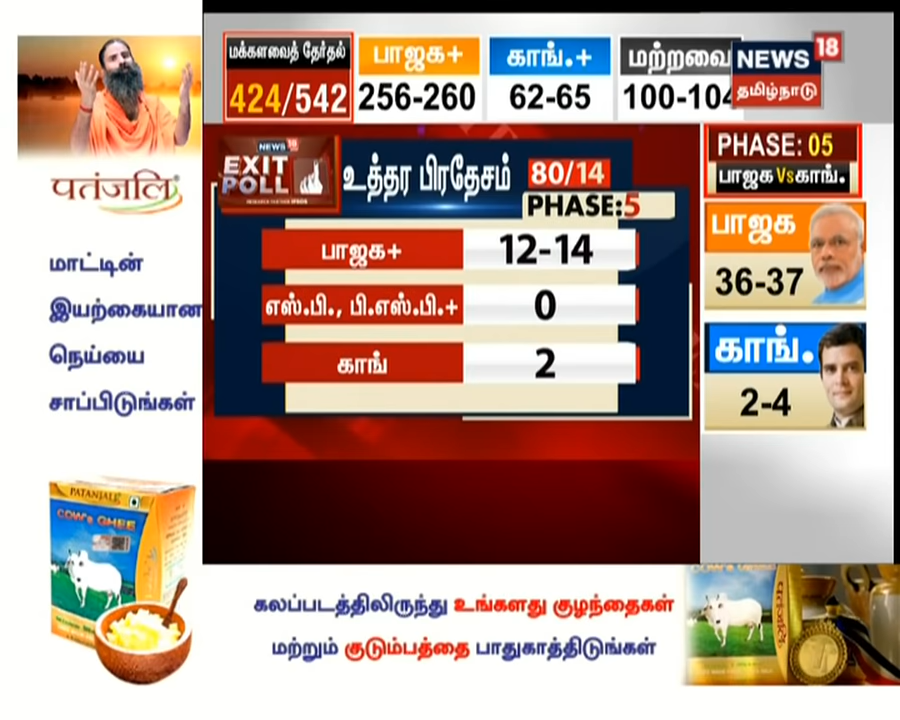 மக்களவைத் தேர்தல்
424/542
பாஜக+
256-260
காங்.+
62-65
மற்றவை
100-104
NEWS 18
தமிழ்நாடு
NEWS 18
EXIT
POLL
உத்தர பிரதேசம் 80/14
PHASE:5
பாஜக+ 12-14
எஸ்.பி., பி.எஸ்.பி.+ 0
காங் 2
PHASE: 05
பாஜக Vs காங்.
பாஜக
36-37
காங்.
2-4
पतंजलि
மாட்டின்
இயற்கையான
நெய்யை
சாப்பிடுங்கள்
PATANJALI
COW's GHEE
கலப்படத்திலிருந்து உங்களது குழந்தைகள்
மற்றும் குடும்பத்தை பாதுகாத்திடுங்கள்